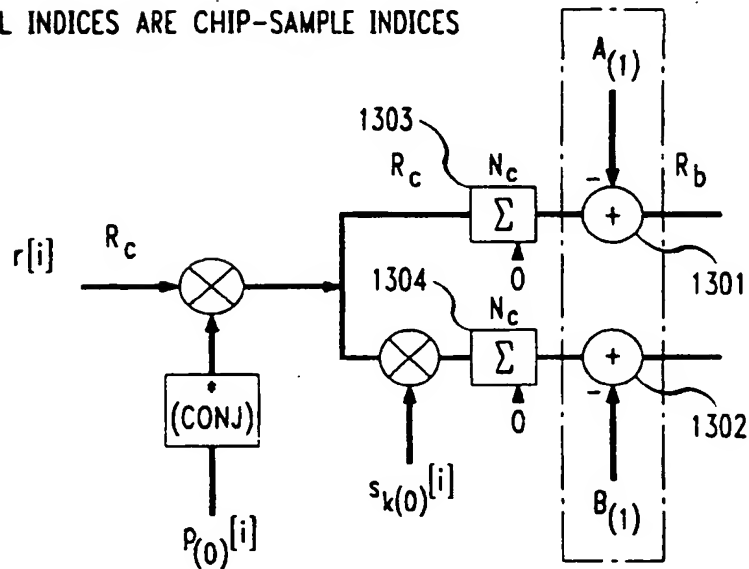 L INDICES ARE CHIP-SAMPLE INDICES
A(1)
1303
R_c
N_c
R_b
Σ
+
-
r[i]
R_c
0
1301
1304
N_c
Σ
+
*
(CONJ)
0
-
1302
s_k(0)[i]
B(1)
p(0)[i]